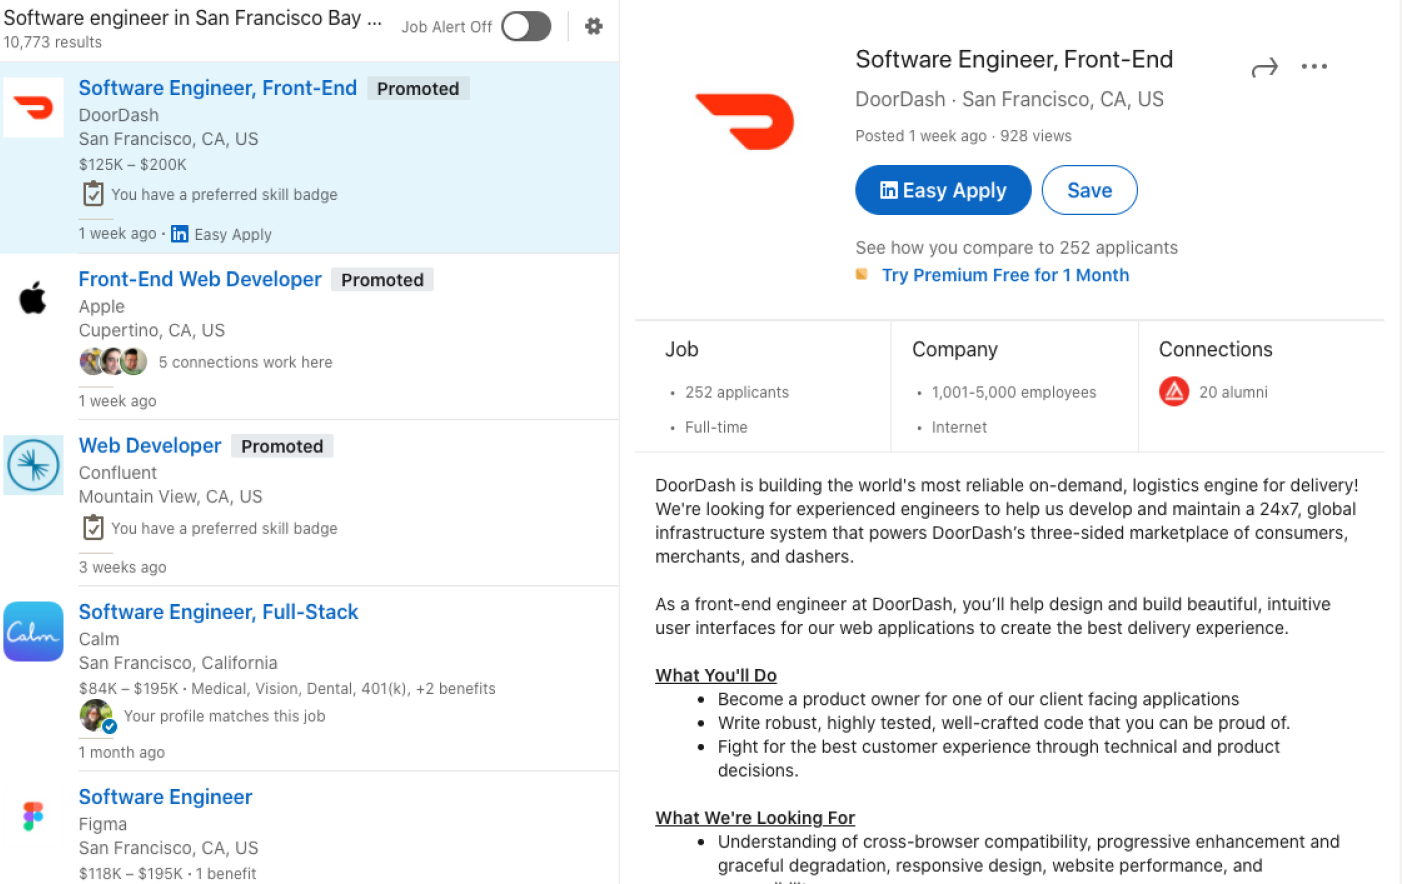 Software engineer in San Francisco Bay ...
10,773 results
Job Alert Off
Software Engineer, Front-End
Promoted
DoorDash
San Francisco, CA, US
$125K – $200K
You have a preferred skill badge
1 week ago · in Easy Apply
Front-End Web Developer
Promoted
Apple
Cupertino, CA, US
5 connections work here
1 week ago
Web Developer
Promoted
Confluent
Mountain View, CA, US
You have a preferred skill badge
3 weeks ago
Calm
Software Engineer, Full-Stack
Calm
San Francisco, California
$84K – $195K · Medical, Vision, Dental, 401(k), +2 benefits
Your profile matches this job
1 month ago
Software Engineer
Figma
San Francisco, CA, US
$118K – $195K · 1 benefit
Software Engineer, Front-End
DoorDash · San Francisco, CA, US
Posted 1 week ago · 928 views
in Easy Apply
Save
See how you compare to 252 applicants
Try Premium Free for 1 Month
Job
• 252 applicants
• Full-time
Company
• 1,001-5,000 employees
• Internet
Connections
20 alumni
DoorDash is building the world's most reliable on-demand, logistics engine for delivery!
We're looking for experienced engineers to help us develop and maintain a 24x7, global
infrastructure system that powers DoorDash’s three-sided marketplace of consumers,
merchants, and dashers.
As a front-end engineer at DoorDash, you’ll help design and build beautiful, intuitive
user interfaces for our web applications to create the best delivery experience.
What You'll Do
• Become a product owner for one of our client facing applications
• Write robust, highly tested, well-crafted code that you can be proud of.
• Fight for the best customer experience through technical and product
decisions.
What We're Looking For
• Understanding of cross-browser compatibility, progressive enhancement and
graceful degradation, responsive design, website performance, and